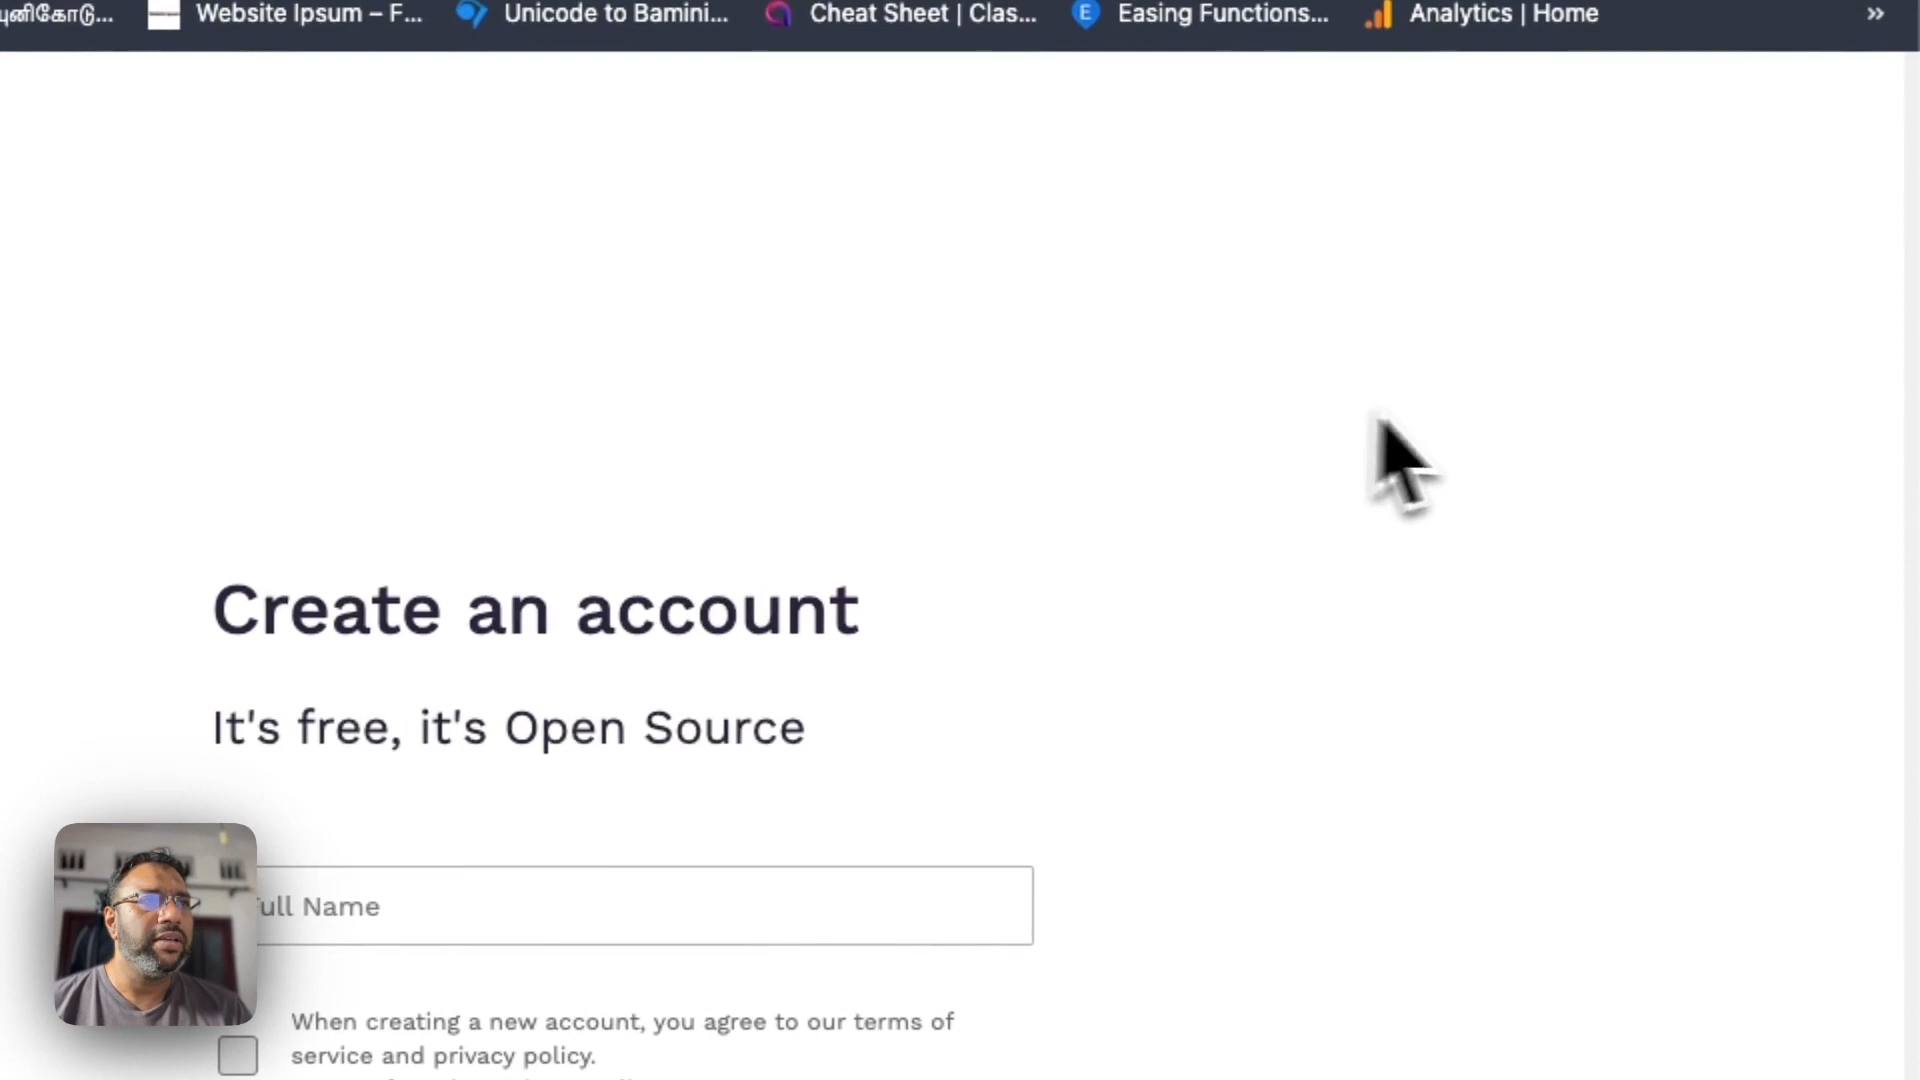 புனிகோடு... Website Ipsum – F... Unicode to Bamini... Cheat Sheet | Clas... Easing Functions... Analytics | Home »
Create an account
It's free, it's Open Source
ull Name
When creating a new account, you agree to our terms of
service and privacy policy.